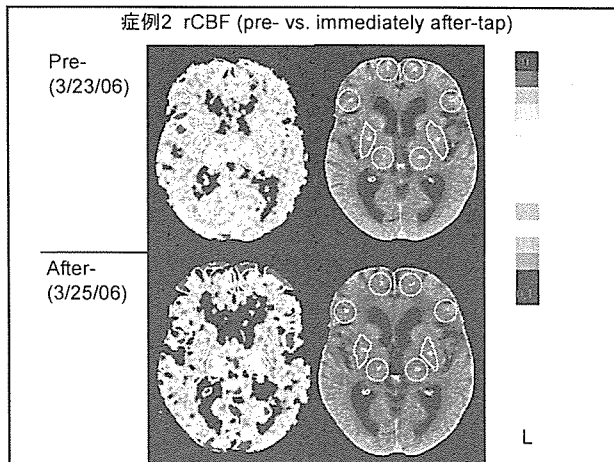 症例2 rCBF (pre- vs. immediately after-tap)
Pre-
(3/23/06)
After-
(3/25/06)
L